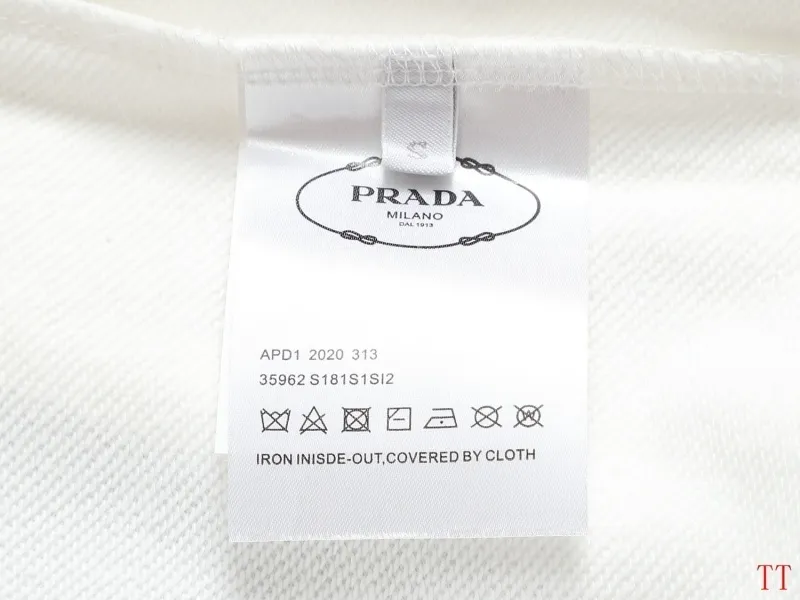 S
PRADA
MILANO
DAL 1913
APD1 2020 313
35962 S181S1SI2
IRON INISDE-OUT,COVERED BY CLOTH
TT